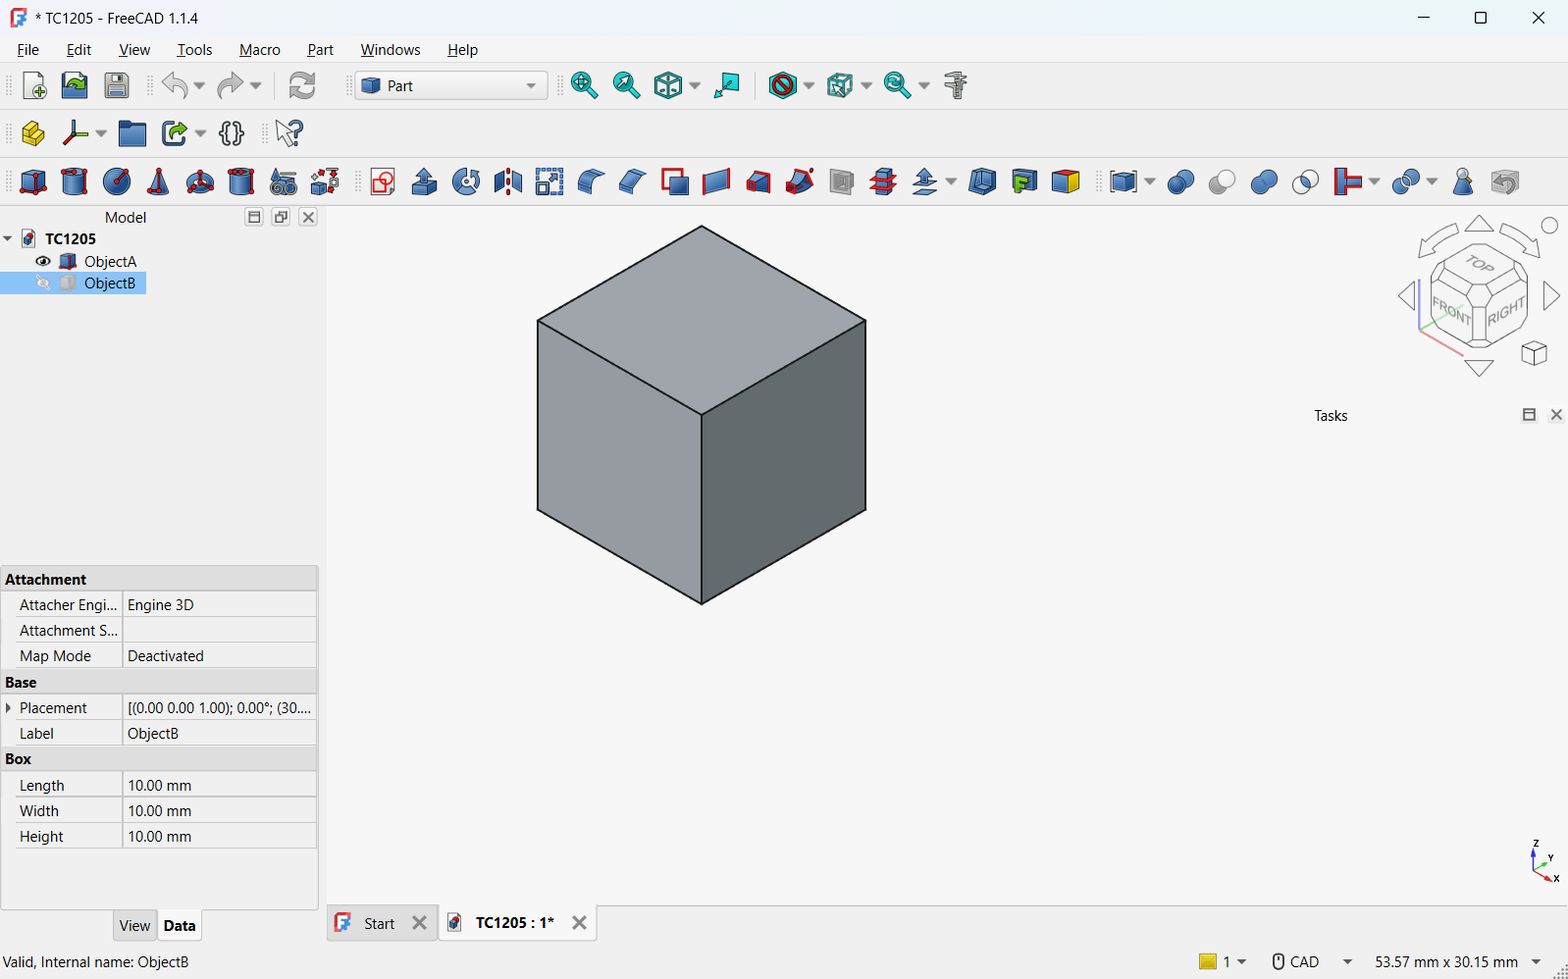 * TC1205 - FreeCAD 1.1.4
File Edit View Tools Macro Part Windows Help
Part
Model
TC1205
ObjectA
ObjectB
TOP
FRONT
RIGHT
Tasks
Attachment
Attacher Engi... Engine 3D
Attachment S...
Map Mode Deactivated
Base
Placement [(0.00 0.00 1.00); 0.00°; (30....
Label ObjectB
Box
Length 10.00 mm
Width 10.00 mm
Height 10.00 mm
Z
Y
X
View Data
Start TC1205 : 1*
Valid, Internal name: ObjectB
1 CAD 53.57 mm x 30.15 mm